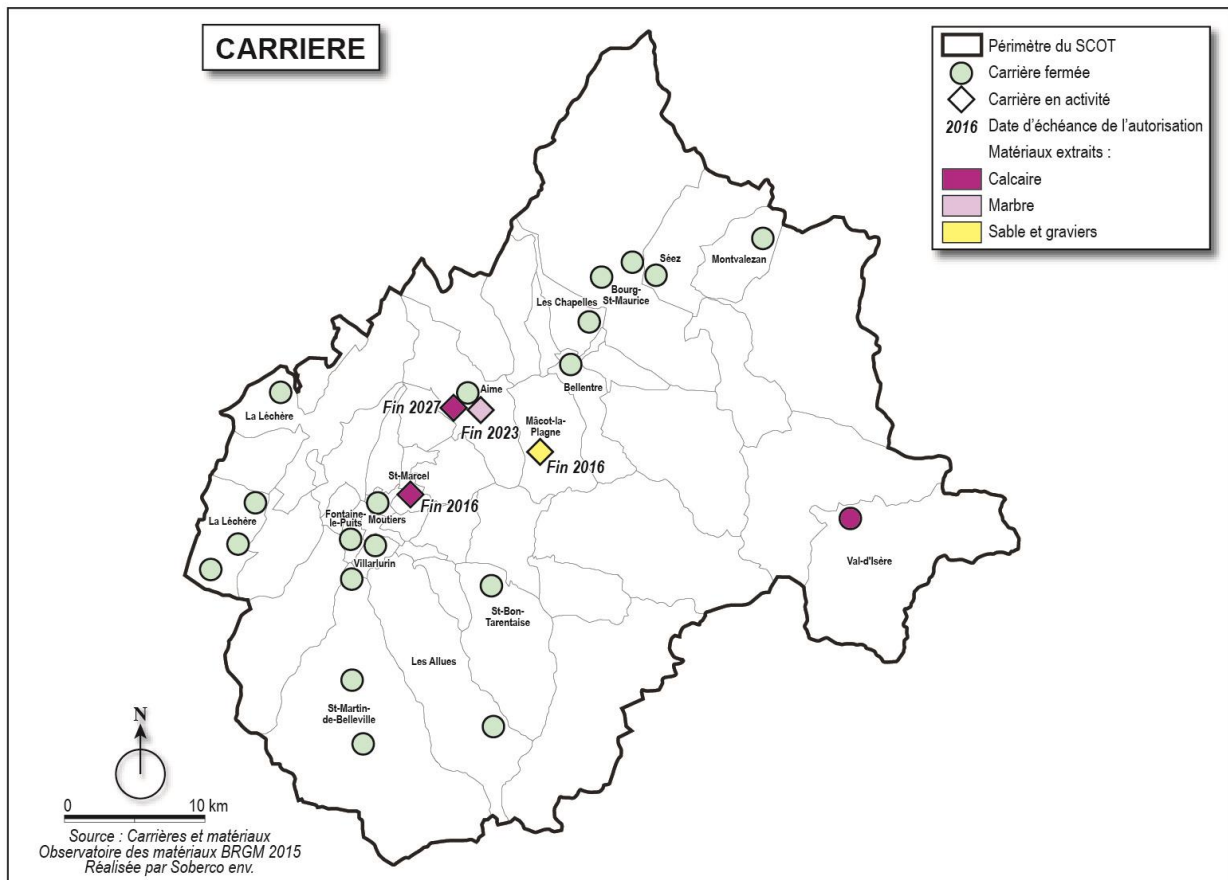 CARRIERE
Périmètre du SCOT
Carrière fermée
Carrière en activité
2016 Date d'échéance de l'autorisation
Matériaux extraits :
Calcaire
Marbre
Sable et graviers
Montvalezan
Séez
Bourg-
St-Maurice
Les Chapelles
Bellentre
Aime
La Léchère
Fin 2027
Fin 2023
Mâcot-la-
Plagne
Fin 2016
St-Marcel
Fin 2016
La Léchère
Fontaine-
le-Puits
Moutiers
Villarlurin
Val-d'Isère
St-Bon-
Tarentaise
Les Allues
St-Martin-
de-Belleville
N
0 10 km
Source : Carrières et matériaux
Observatoire des matériaux BRGM 2015
Réalisée par Soberco env.